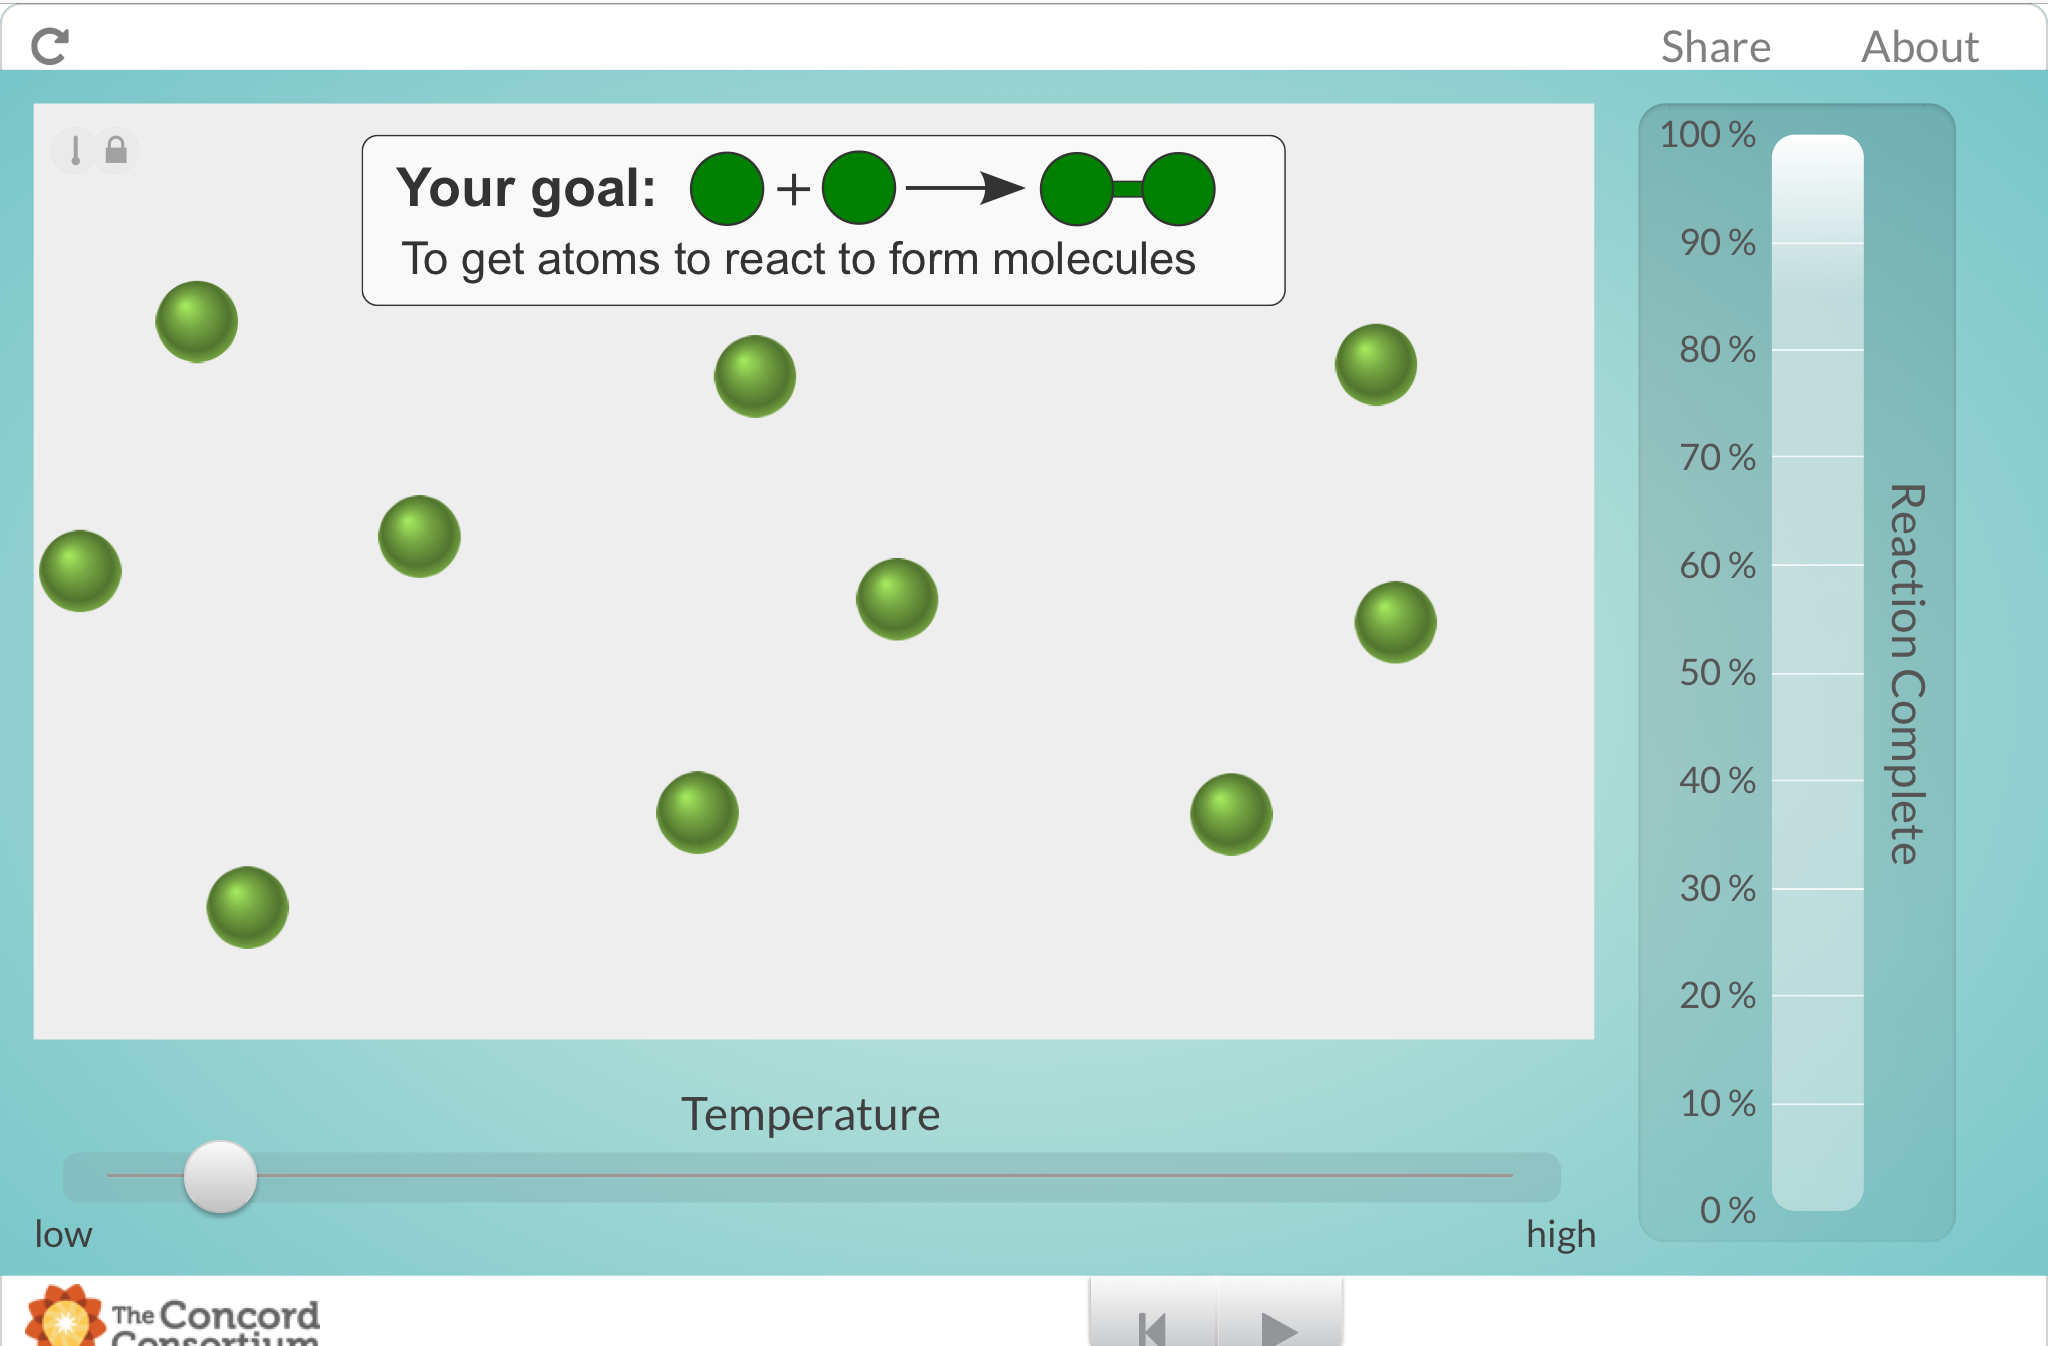 Share About
Your goal: +
To get atoms to react to form molecules
100 %
90 %
80 %
70 %
60 %
50 %
40 %
30 %
20 %
10 %
0 %
Reaction Complete
Temperature
low high
The Concord
Consortium